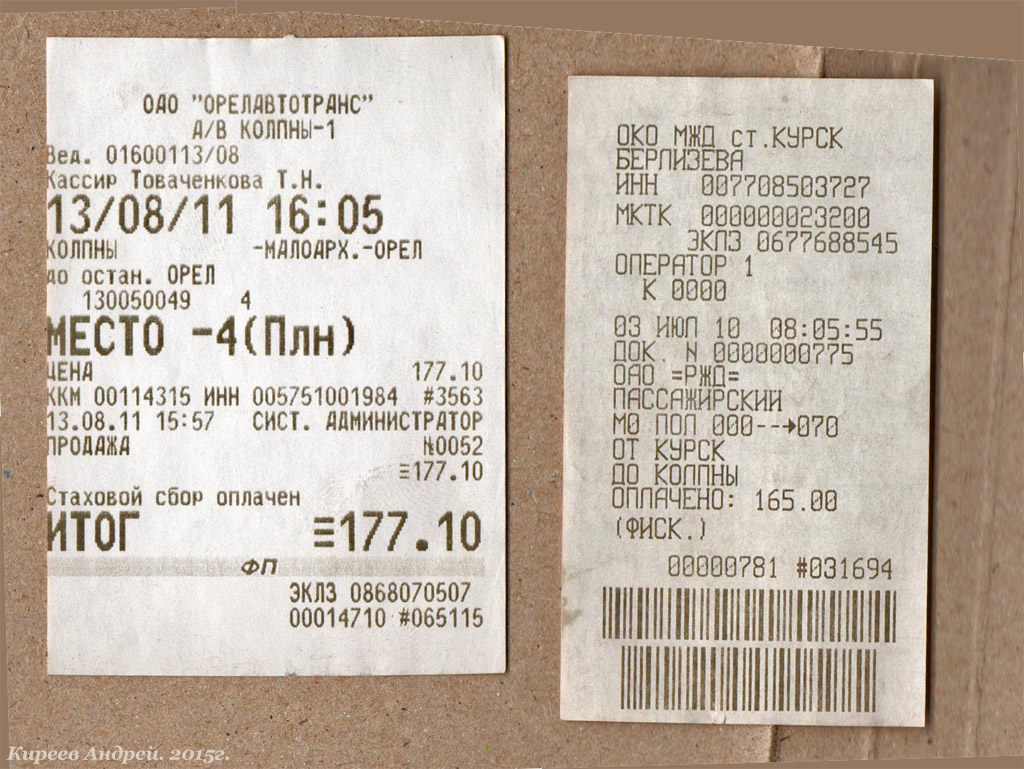 ОАО "ОРЕЛАВТОТРАНС"
А/В КОЛПНЫ-1
Вед. 01600113/08
Кассир Товаченкова Т.Н.
13/08/11 16:05
КОЛПНЫ -МАЛОАРХ.-ОРЕЛ
до остан. ОРЕЛ
130050049 4
МЕСТО -4(Плн)
ЦЕНА 177.10
ККМ 00114315 ИНН 005751001984 #3563
13.08.11 15:57 СИСТ. АДМИНИСТРАТОР
ПРОДАЖА №0052
≡177.10
Стаховой сбор оплачен
ИТОГ ≡177.10
ФП
ЭКЛЗ 0868070507
00014710 #065115
ОКО МЖД ст.КУРСК
БЕРЛИЗЕВА
ИНН 007708503727
МКТК 000000023200
ЭКЛЗ 0677688545
ОПЕРАТОР 1
К 0000
03 ИЮЛ 10 08:05:55
ДОК. N 0000000775
ОАО =РЖД=
ПАССАЖИРСКИЙ
М0 ПОЛ 000--→070
ОТ КУРСК
ДО КОЛПНЫ
ОПЛАЧЕНО: 165.00
(ФИСК.)
00000781 #031694
Киреев Андрей. 2015г.